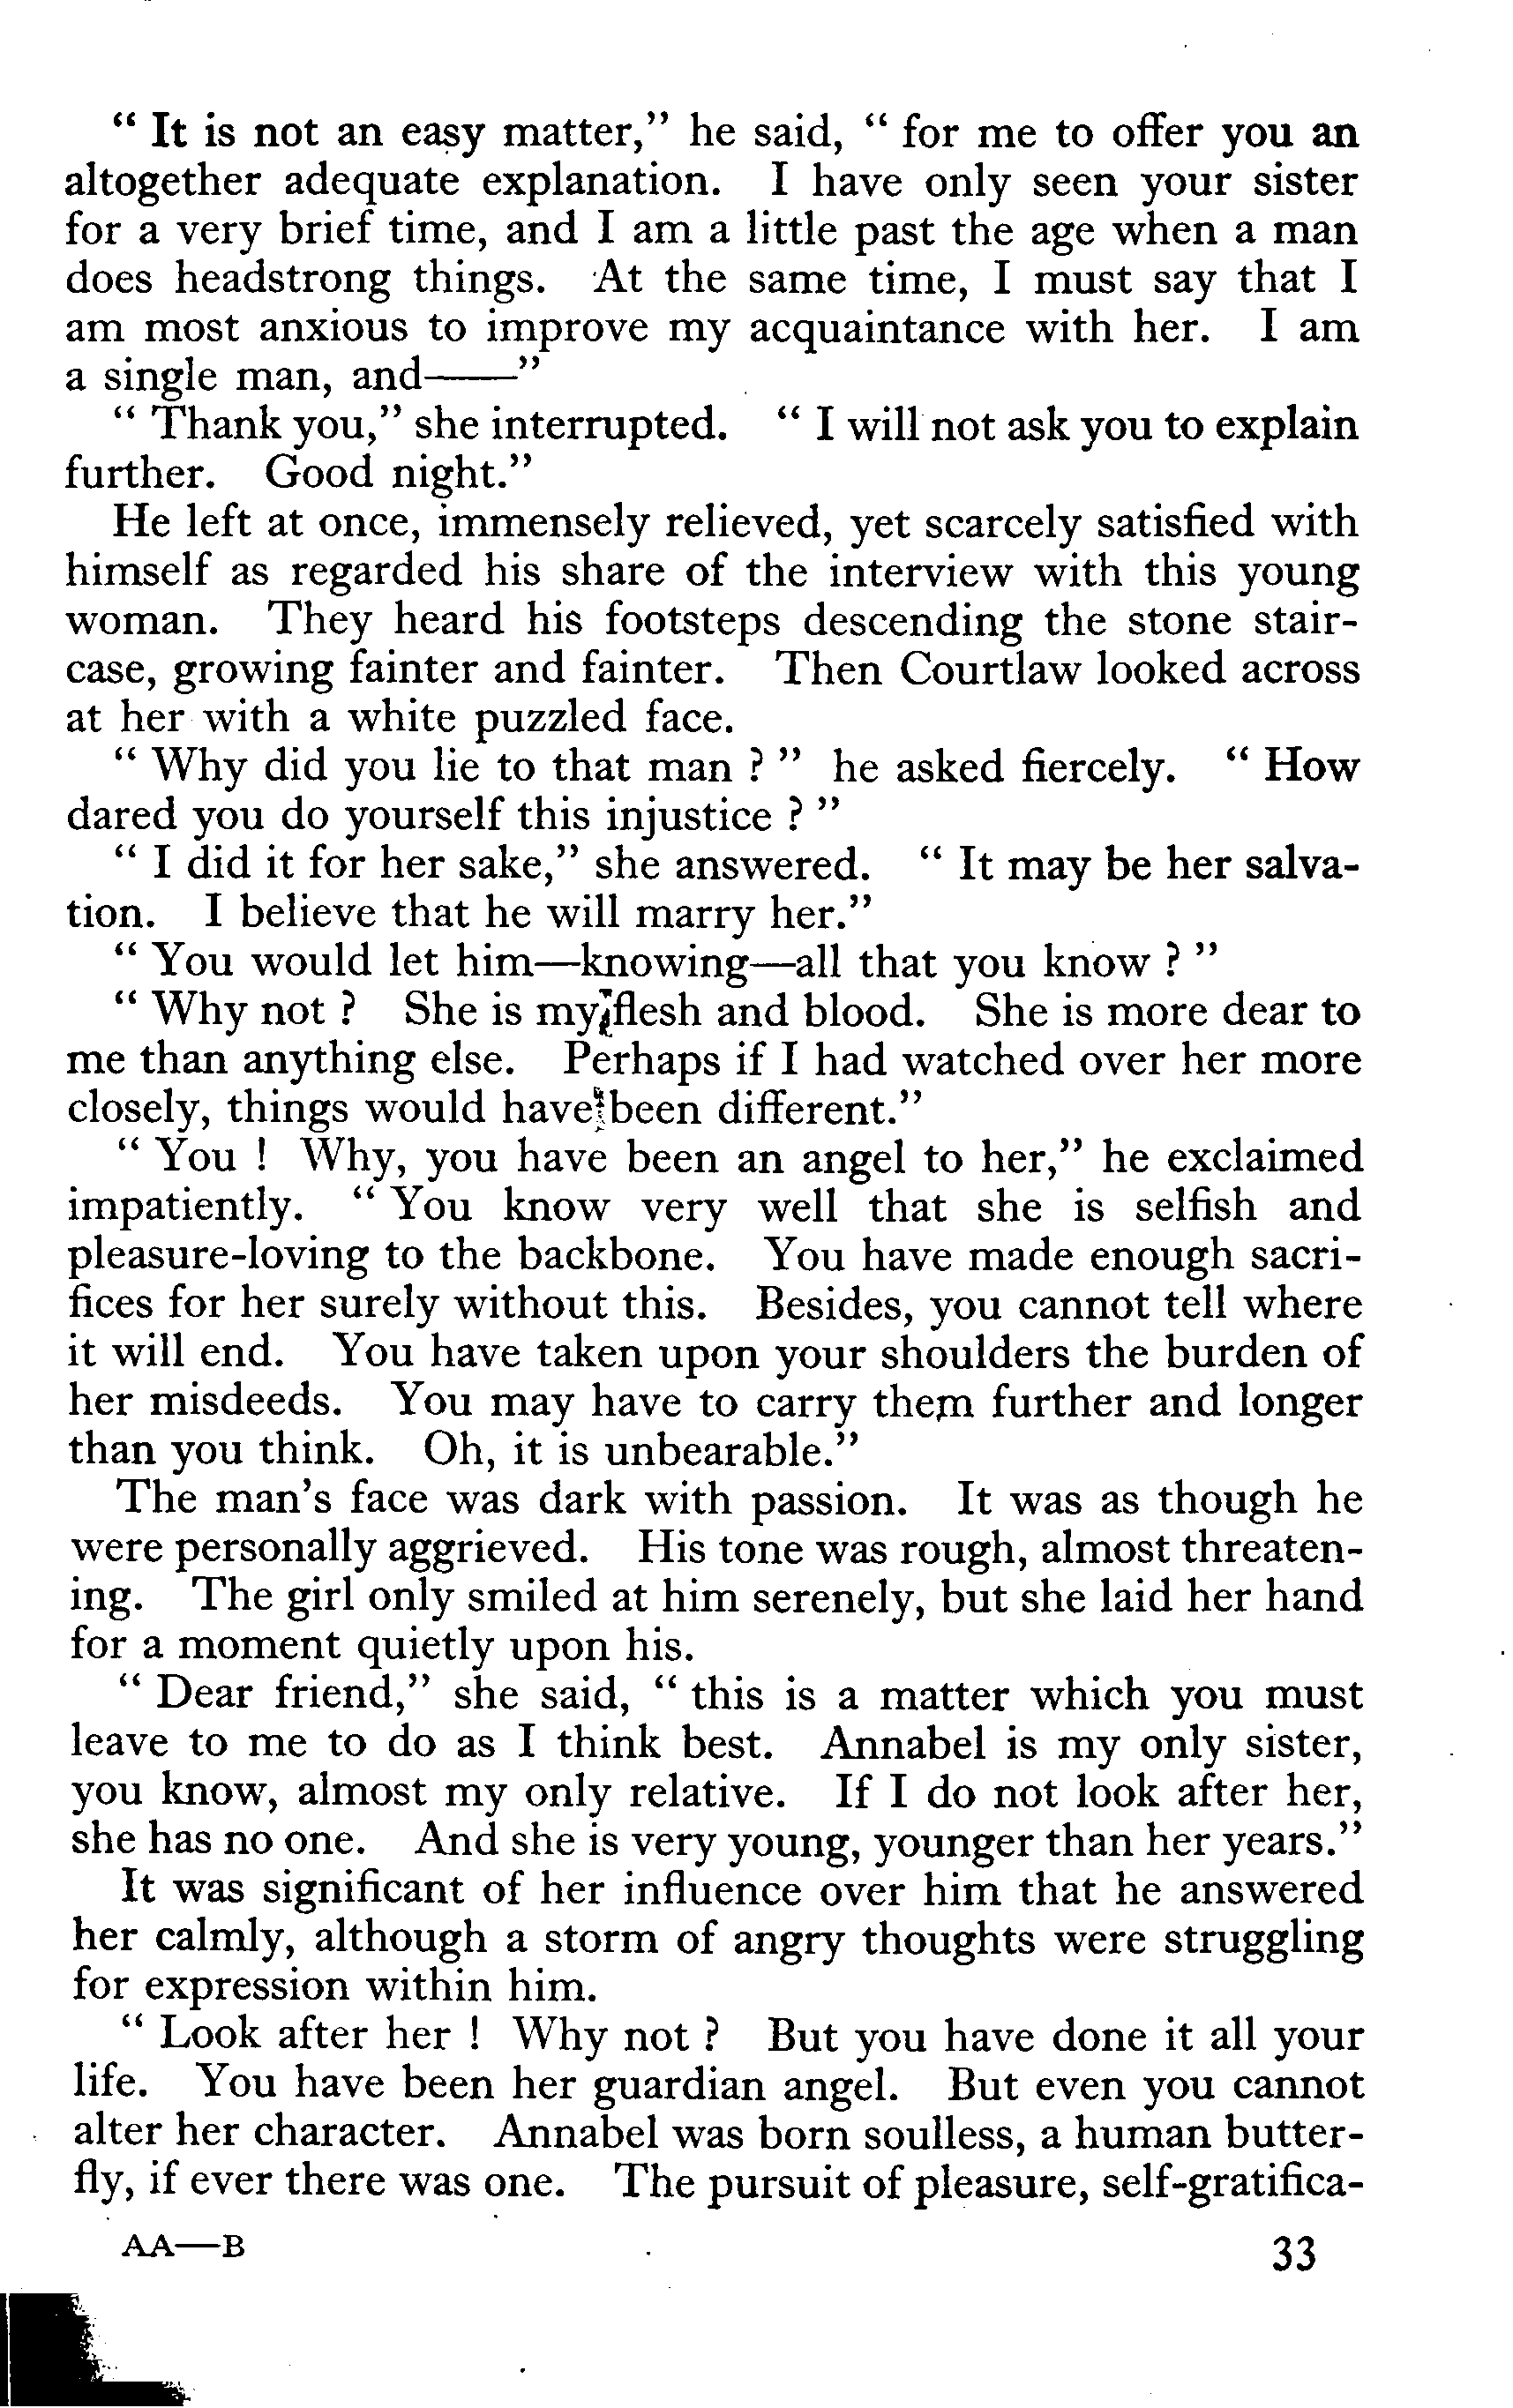 “ It is not an easy matter,” he said, “ for me to offer you an
altogether adequate explanation. I have only seen your sister
for a very brief time, and I am a little past the age when a man
does headstrong things. At the same time, I must say that I
am most anxious to improve my acquaintance with her. I am
a single man, and——”
“ Thank you,” she interrupted. “ I will not ask you to explain
further. Good night.”
He left at once, immensely relieved, yet scarcely satisfied with
himself as regarded his share of the interview with this young
woman. They heard his footsteps descending the stone stair-
case, growing fainter and fainter. Then Courtlaw looked across
at her with a white puzzled face.
“ Why did you lie to that man ? ” he asked fiercely. “ How
dared you do yourself this injustice ? ”
“ I did it for her sake,” she answered. “ It may be her salva-
tion. I believe that he will marry her.”
“ You would let him—knowing—all that you know ? ”
“ Why not ? She is my flesh and blood. She is more dear to
me than anything else. Perhaps if I had watched over her more
closely, things would have been different.”
“ You ! Why, you have been an angel to her,” he exclaimed
impatiently. “ You know very well that she is selfish and
pleasure-loving to the backbone. You have made enough sacri-
fices for her surely without this. Besides, you cannot tell where
it will end. You have taken upon your shoulders the burden of
her misdeeds. You may have to carry them further and longer
than you think. Oh, it is unbearable.”
The man's face was dark with passion. It was as though he
were personally aggrieved. His tone was rough, almost threaten-
ing. The girl only smiled at him serenely, but she laid her hand
for a moment quietly upon his.
“ Dear friend,” she said, “ this is a matter which you must
leave to me to do as I think best. Annabel is my only sister,
you know, almost my only relative. If I do not look after her,
she has no one. And she is very young, younger than her years.”
It was significant of her influence over him that he answered
her calmly, although a storm of angry thoughts were struggling
for expression within him.
“ Look after her ! Why not ? But you have done it all your
life. You have been her guardian angel. But even you cannot
alter her character. Annabel was born soulless, a human butter-
fly, if ever there was one. The pursuit of pleasure, self-gratifica-
AA—B 33